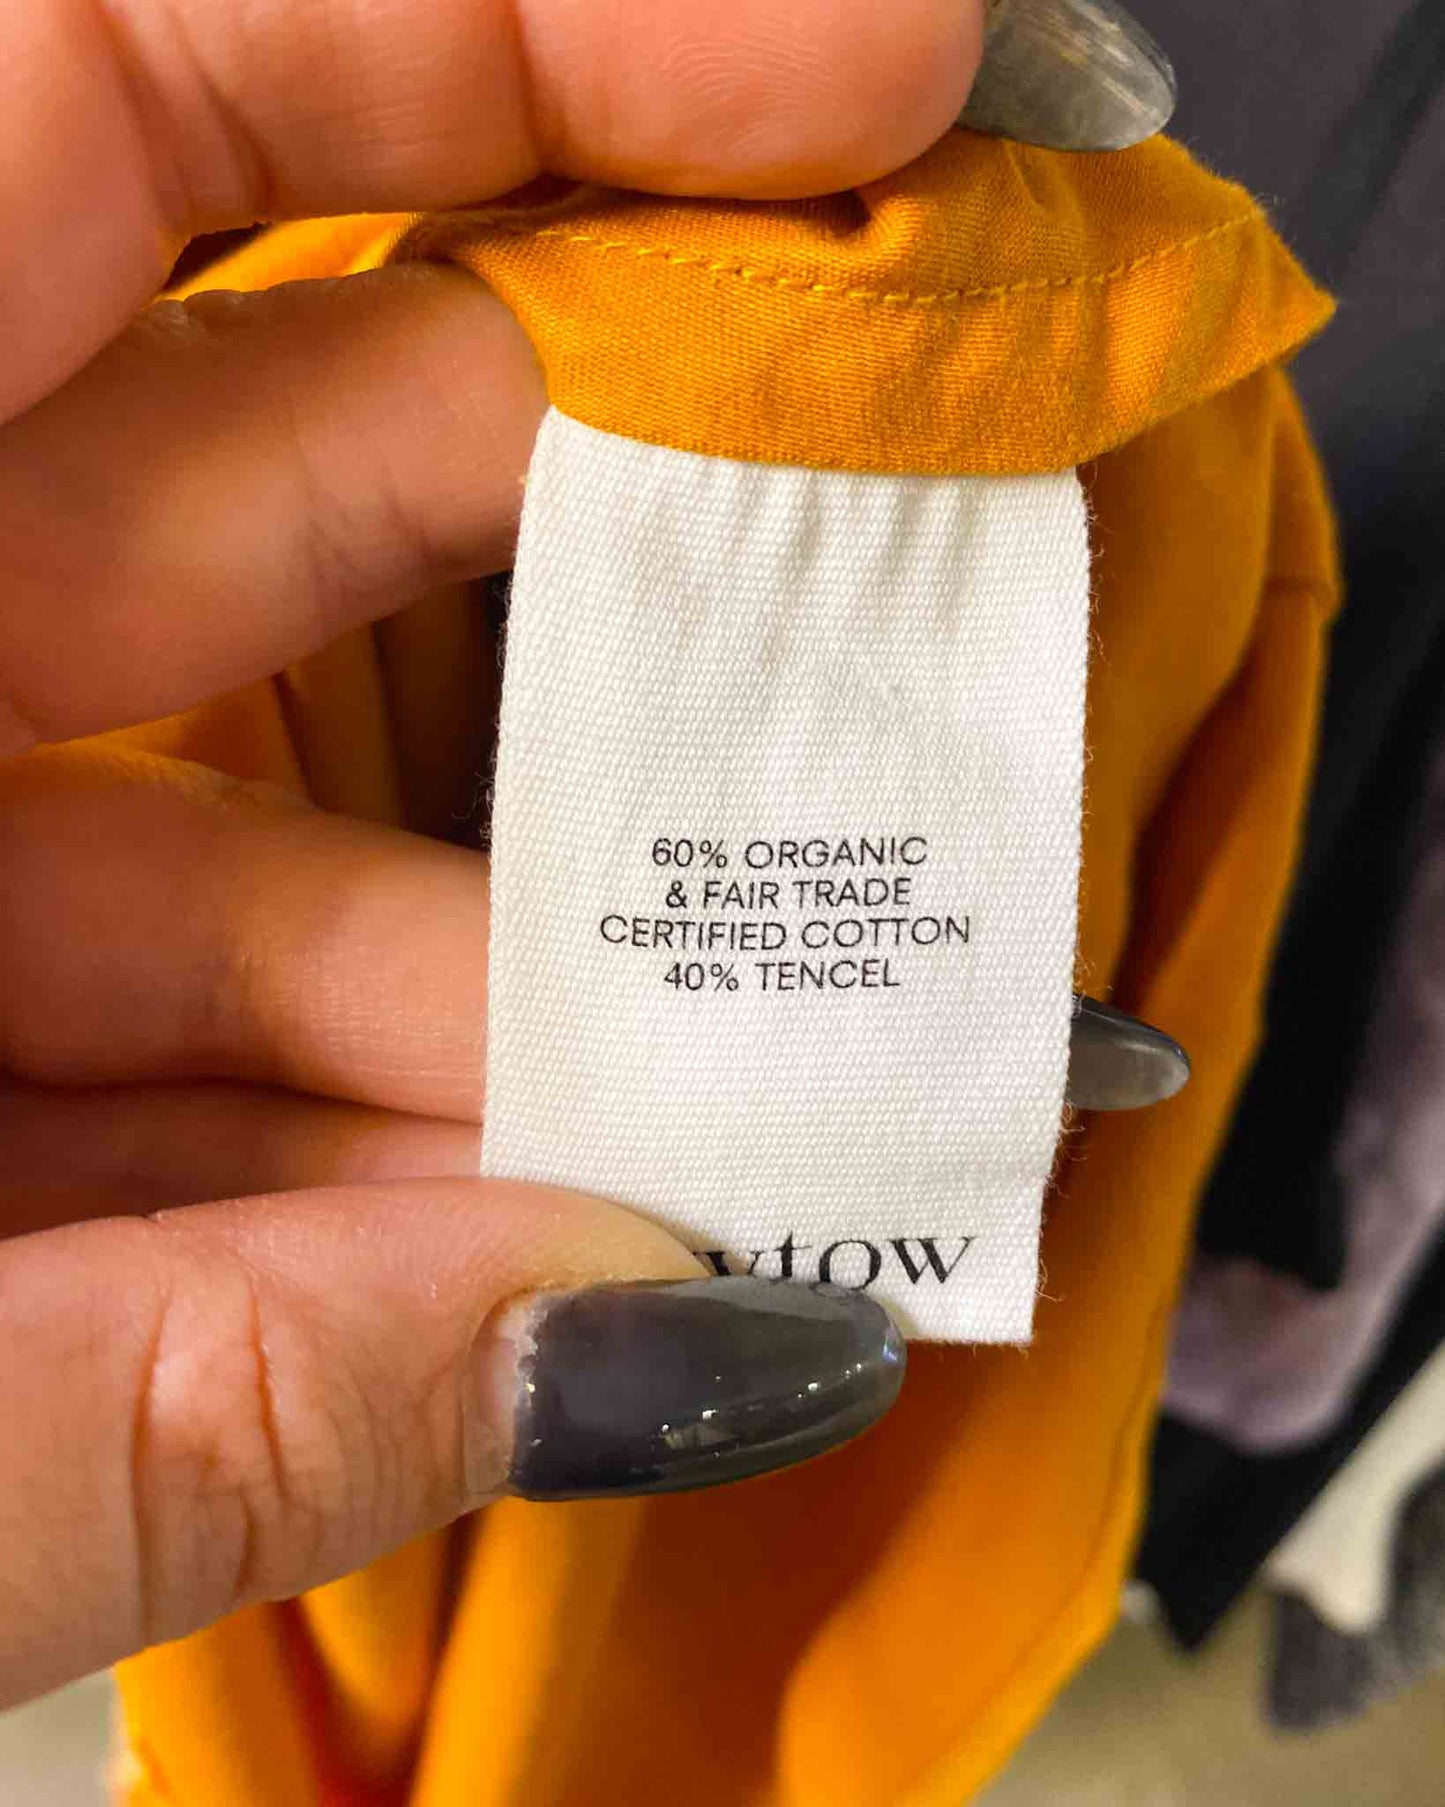 60% ORGANIC
& FAIR TRADE
CERTIFIED COTTON
40% TENCEL